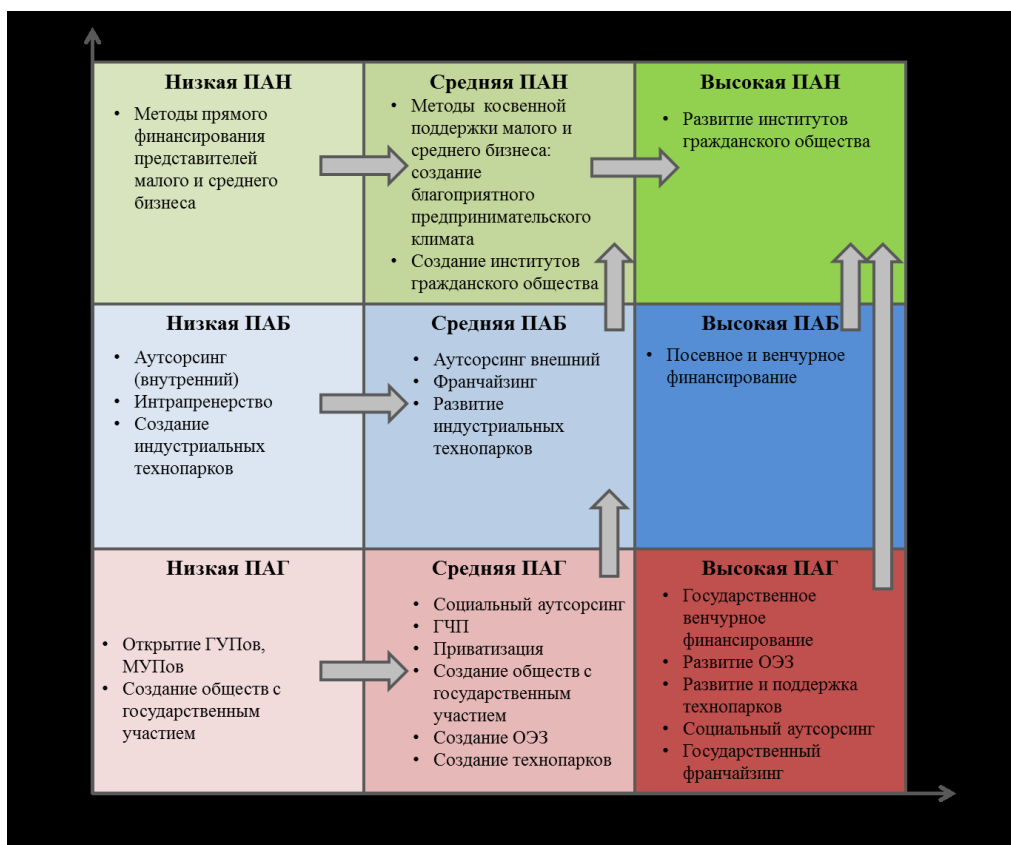 Низкая ПАН
• Методы прямого
финансирования
представителей
малого и среднего
бизнеса
Средняя ПАН
• Методы косвенной
поддержки малого и
среднего бизнеса:
создание
благоприятного
предпринимательского
климата
• Создание институтов
гражданского общества
Высокая ПАН
• Развитие институтов
гражданского общества
Низкая ПАБ
• Аутсорсинг
(внутренний)
• Интрапренерство
• Создание
индустриальных
технопарков
Средняя ПАБ
• Аутсорсинг внешний
• Франчайзинг
• Развитие
индустриальных
технопарков
Высокая ПАБ
• Посевное и венчурное
финансирование
Низкая ПАГ
• Открытие ГУПов,
МУПов
• Создание обществ с
государственным
участием
Средняя ПАГ
• Социальный аутсорсинг
• ГЧП
• Приватизация
• Создание обществ с
государственным
участием
• Создание ОЭЗ
• Создание технопарков
Высокая ПАГ
• Государственное
венчурное
финансирование
• Развитие ОЭЗ
• Развитие и поддержка
технопарков
• Социальный аутсорсинг
• Государственный
франчайзинг